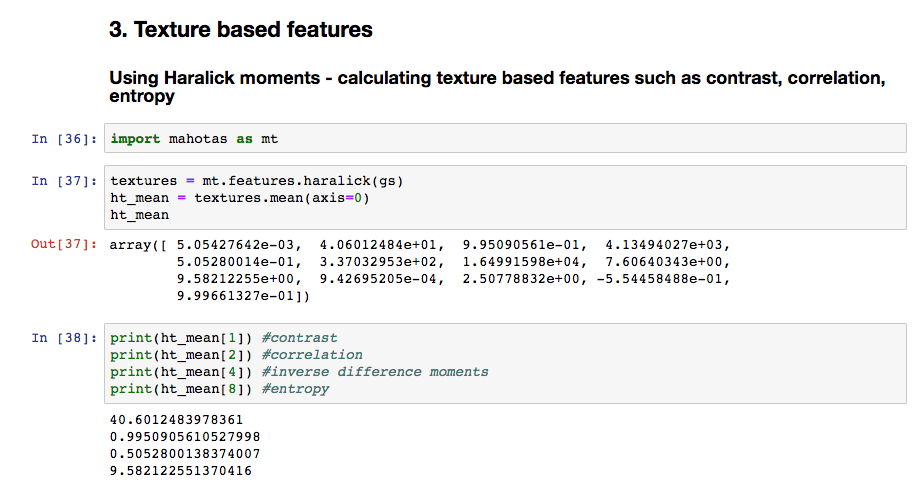 3. Texture based features
Using Haralick moments - calculating texture based features such as contrast, correlation,
entropy
In [36]: import mahotas as mt
In [37]: textures = mt.features.haralick(gs)
ht_mean = textures.mean(axis=0)
ht_mean
Out[37]: array([ 5.05427642e-03,  4.06012484e+01,  9.95090561e-01,  4.13494027e+03,
5.05280014e-01,  3.37032953e+02,  1.64991598e+04,  7.60640343e+00,
9.58212255e+00,  9.42695205e-04,  2.50778832e+00, -5.54458488e-01,
9.99661327e-01])
In [38]: print(ht_mean[1]) #contrast
print(ht_mean[2]) #correlation
print(ht_mean[4]) #inverse difference moments
print(ht_mean[8]) #entropy
40.6012483978361
0.9950905610527998
0.5052800138374007
9.582122551370416